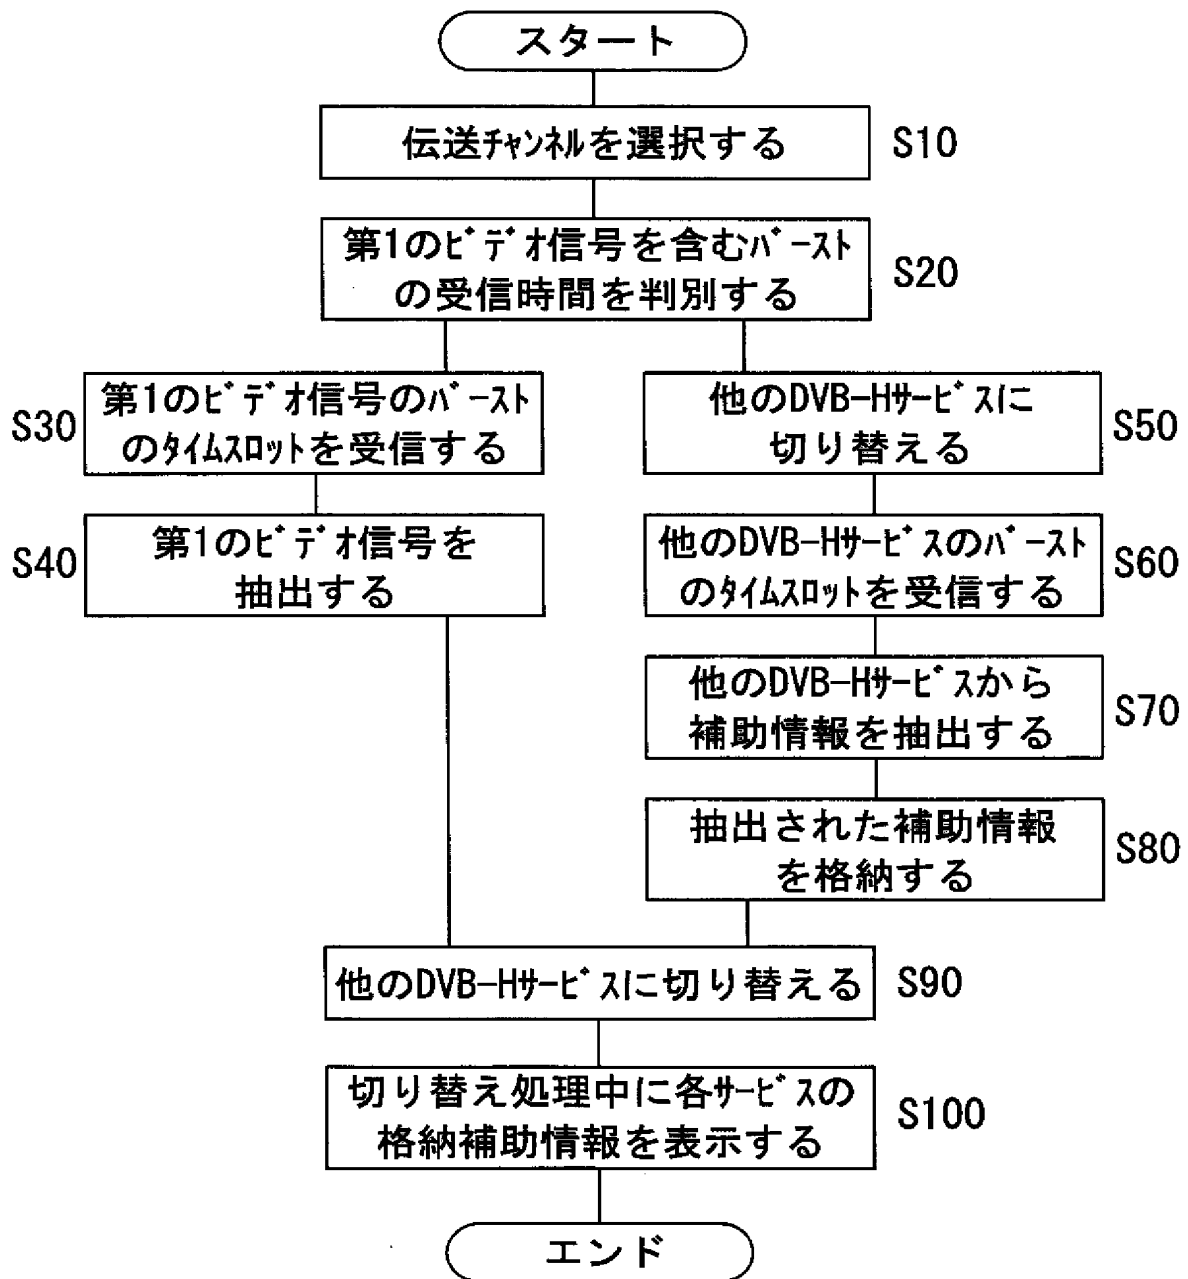 スタート
伝送ﾁｬﾝﾈﾙを選択する
S10
第1のﾋﾞﾃﾞｵ信号を含むﾊﾞｰｽﾄ
の受信時間を判別する
S20
S30
第1のﾋﾞﾃﾞｵ信号のﾊﾞｰｽﾄ
のﾀｲﾑｽﾛｯﾄを受信する
他のDVB-Hｻｰﾋﾞｽに
切り替える
S50
S40
第1のﾋﾞﾃﾞｵ信号を
抽出する
他のDVB-Hｻｰﾋﾞｽのﾊﾞｰｽﾄ
のﾀｲﾑｽﾛｯﾄを受信する
S60
他のDVB-Hｻｰﾋﾞｽから
補助情報を抽出する
S70
抽出された補助情報
を格納する
S80
他のDVB-Hｻｰﾋﾞｽに切り替える
S90
切り替え処理中に各ｻｰﾋﾞｽの
格納補助情報を表示する
S100
エンド